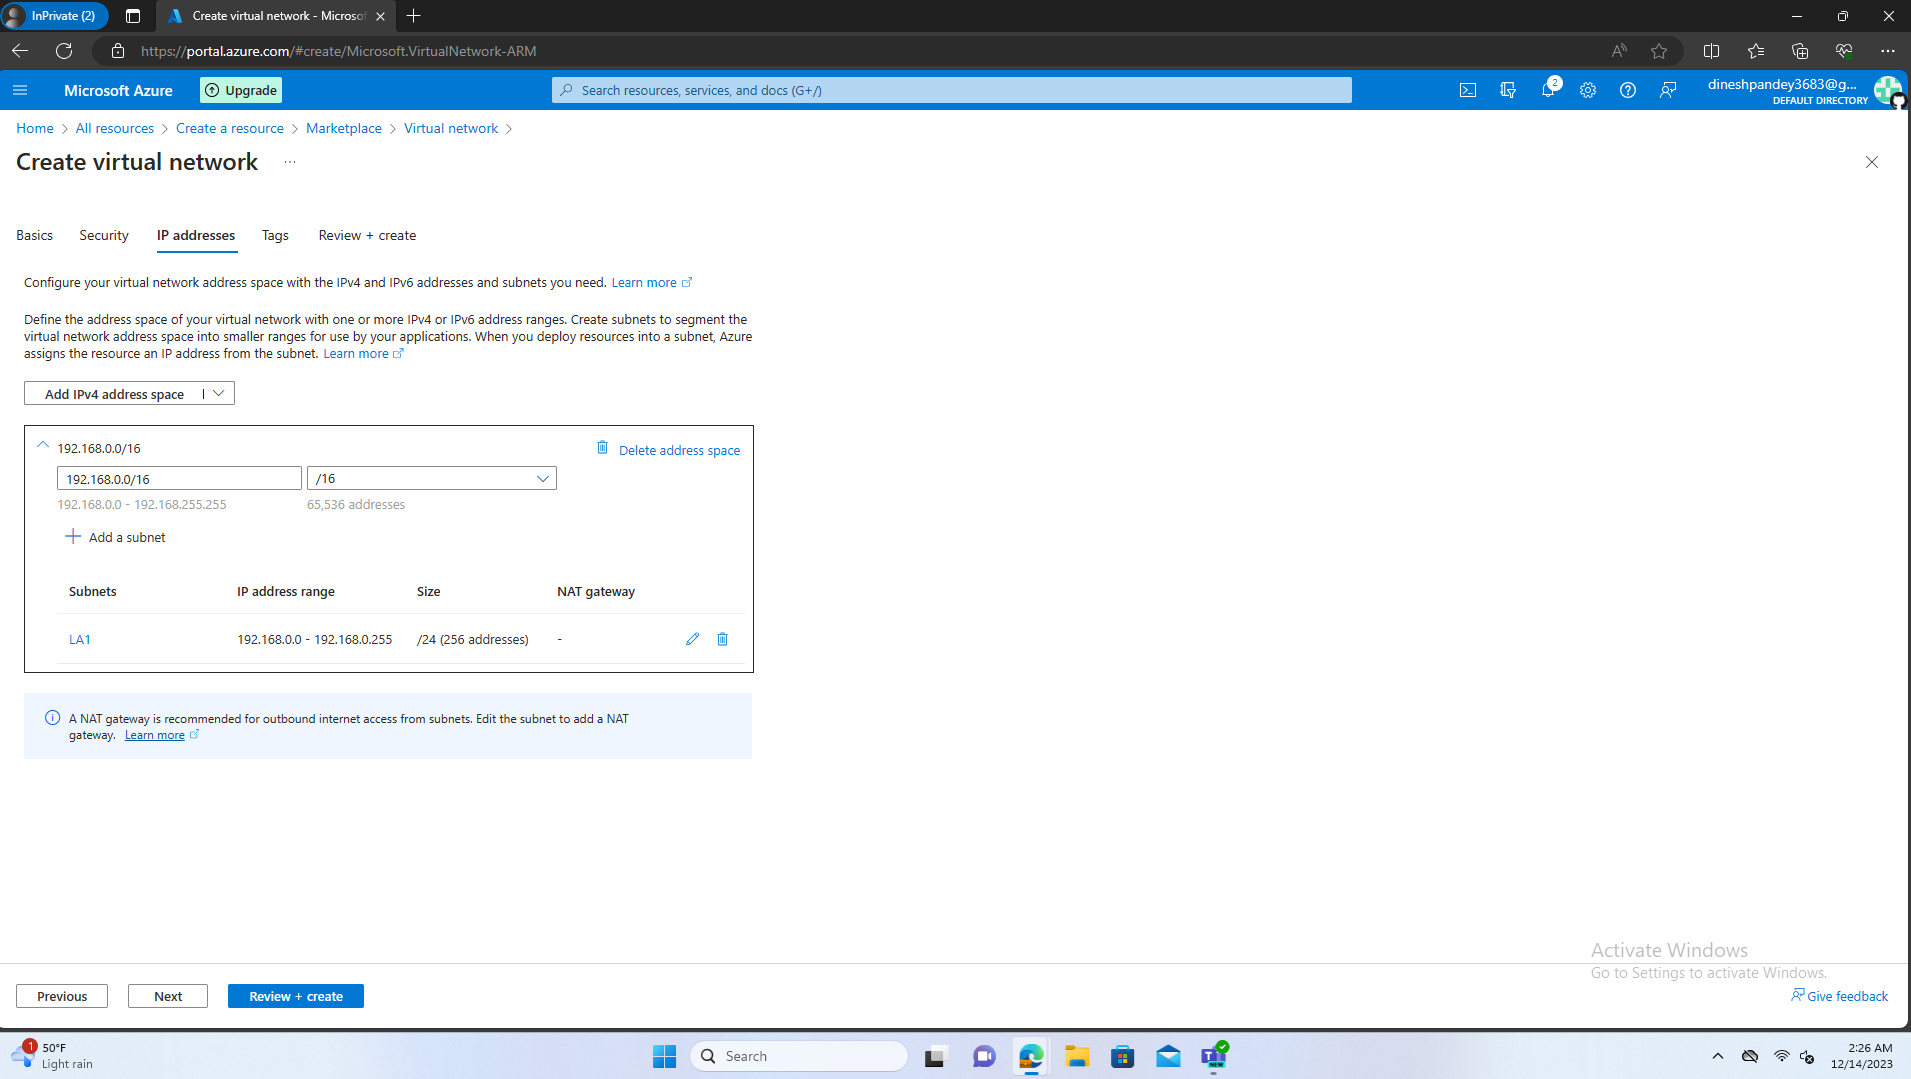 InPrivate (2)
Create virtual network - Microsof
https://portal.azure.com/#create/Microsoft.VirtualNetwork-ARM
Microsoft Azure
Upgrade
Search resources, services, and docs (G+/)
2
dineshpandey3683@g...
DEFAULT DIRECTORY
Home > All resources > Create a resource > Marketplace > Virtual network >
Create virtual network ...
Basics Security IP addresses Tags Review + create
Configure your virtual network address space with the IPv4 and IPv6 addresses and subnets you need. Learn more
Define the address space of your virtual network with one or more IPv4 or IPv6 address ranges. Create subnets to segment the
virtual network address space into smaller ranges for use by your applications. When you deploy resources into a subnet, Azure
assigns the resource an IP address from the subnet. Learn more
Add IPv4 address space |
192.168.0.0/16
Delete address space
192.168.0.0/16 /16
192.168.0.0 - 192.168.255.255 65,536 addresses
Add a subnet
Subnets IP address range Size NAT gateway
LA1 192.168.0.0 - 192.168.0.255 /24 (256 addresses) -
A NAT gateway is recommended for outbound internet access from subnets. Edit the subnet to add a NAT
gateway. Learn more
Activate Windows
Go to Settings to activate Windows.
Previous Next Review + create
Give feedback
1
50°F
Light rain
Search
T
NEW
2:26 AM
12/14/2023